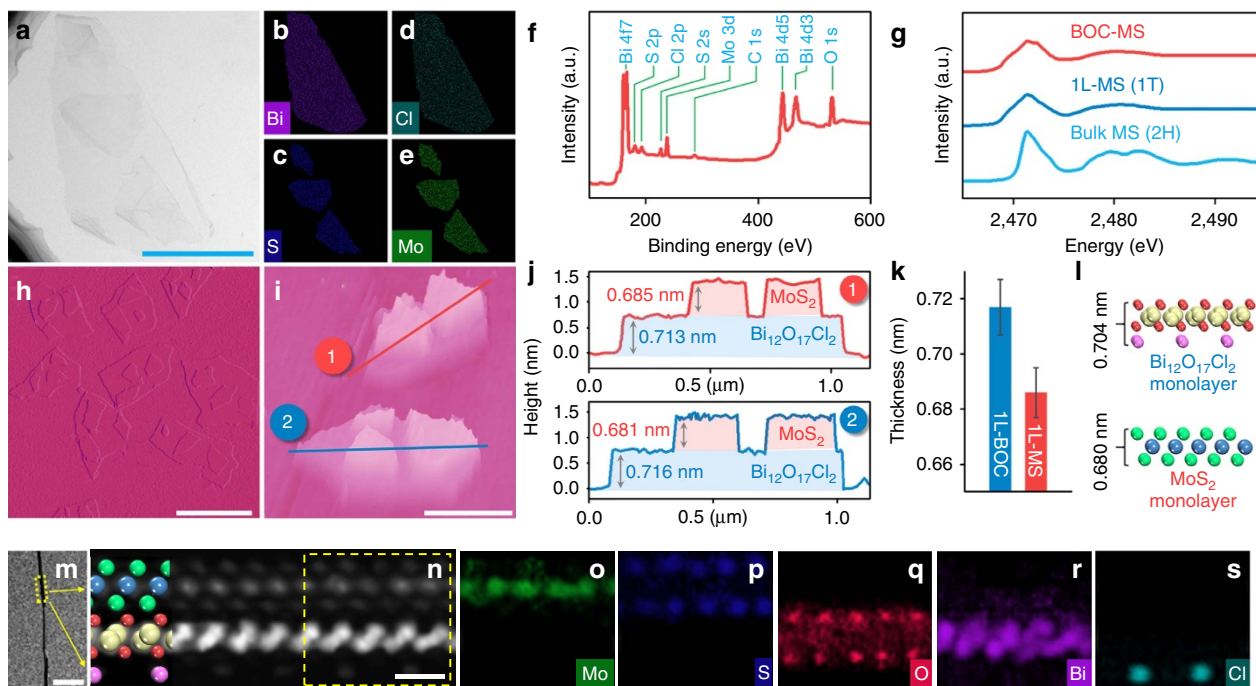 a
b
Bi
d
Cl
c
S
e
Mo
f
Intensity (a.u.)
Bi 4f7
S 2p
Cl 2p
S 2s
Mo 3d
C 1s
Bi 4d5
Bi 4d3
O 1s
200
400
600
Binding energy (eV)
g
Intensity (a.u.)
BOC-MS
1L-MS (1T)
Bulk MS (2H)
2,470
2,480
2,490
Energy (eV)
h
i
1
2
j
Height (nm)
1.5
1.0
0.5
0.0
0.685 nm
MoS₂
1
0.713 nm
Bi₁₂O₁₇Cl₂
0.0
0.5 (μm)
1.0
1.5
1.0
0.5
0.0
0.681 nm
MoS₂
2
0.716 nm
Bi₁₂O₁₇Cl₂
0.0
0.5 (μm)
1.0
k
Thickness (nm)
0.72
0.70
0.68
0.66
1L-BOC
1L-MS
l
0.704 nm
Bi₁₂O₁₇Cl₂
monolayer
0.680 nm
MoS₂
monolayer
m
n
o
Mo
p
S
q
O
r
Bi
s
Cl